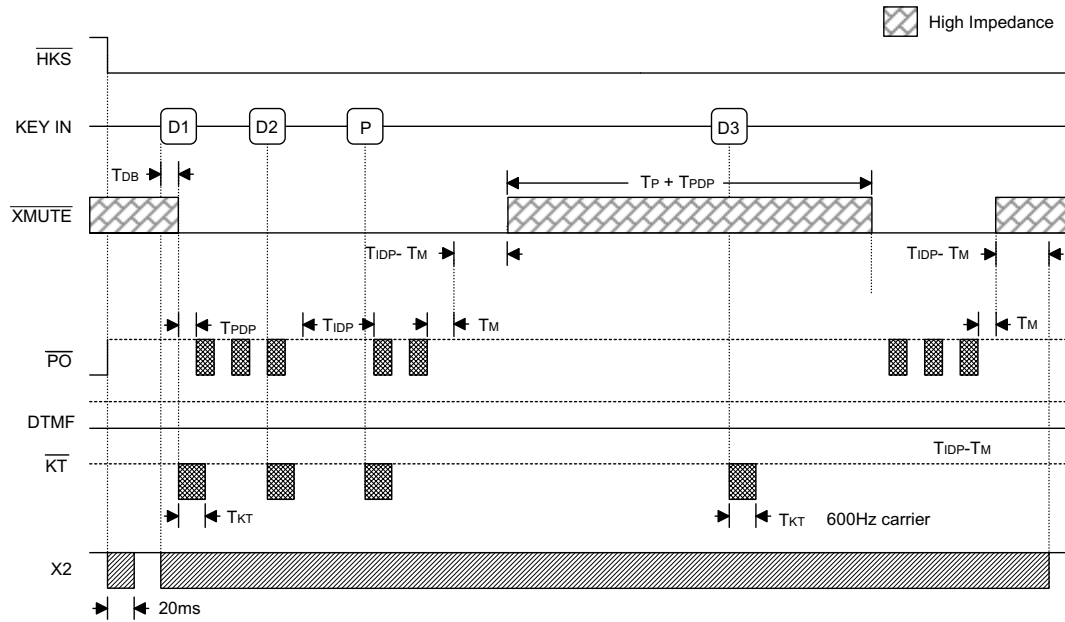 High Impedance
HKS
KEY IN
D1
D2
P
D3
TDB
TP + TPDP
XMUTE
TIDP- TM
TIDP- TM
TPDP
TIDP
TM
TM
PO
DTMF
TIDP-TM
KT
TKT
TKT
600Hz carrier
X2
20ms